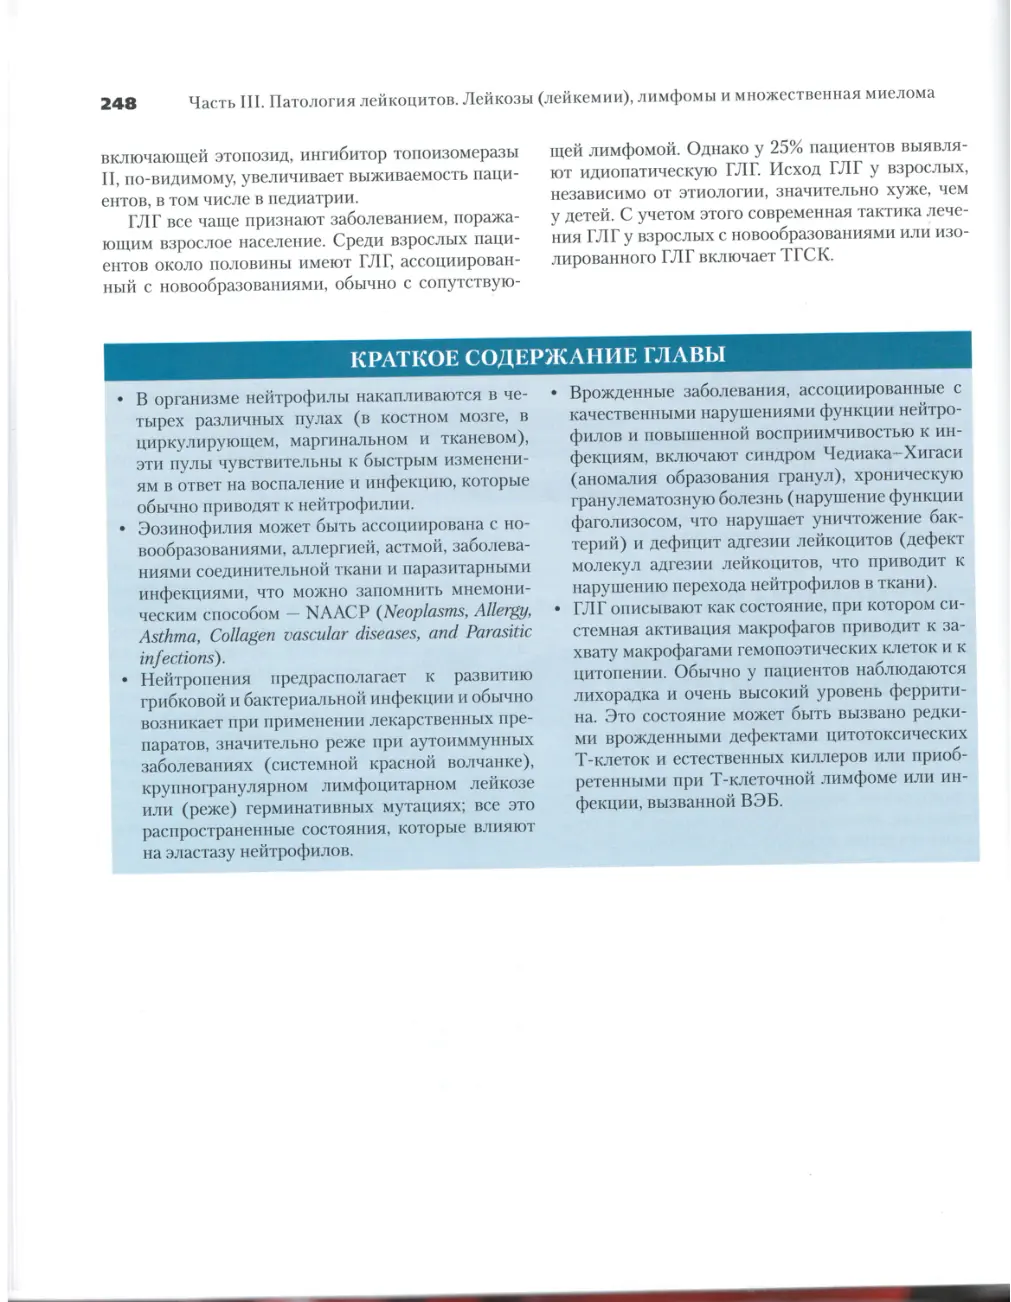 248 Часть III. Патология лейкоцитов. Лейкозы (лейкемии), лимфомы и множественная миелома
включающей этопозид, ингибитор топоизомеразы
II, по-видимому, увеличивает выживаемость паци-
ентов, в том числе в педиатрии.
ГЛГ все чаще признают заболеванием, поража-
ющим взрослое население. Среди взрослых паци-
ентов около половины имеют ГЛГ, ассоциирован-
ный с новообразованиями, обычно с сопутствую-
щей лимфомой. Однако у 25% пациентов выявля-
ют идиопатическую ГЛГ. Исход ГЛГ у взрослых,
независимо от этиологии, значительно хуже, чем
у детей. С учетом этого современная тактика лече-
ния ГЛГ у взрослых с новообразованиями или изо-
лированного ГЛГ включает ТГСК.
КРАТКОЕ СОДЕРЖАНИЕ ГЛАВЫ
• В организме нейтрофилы накапливаются в че-
тырех различных пулах (в костном мозге, в
циркулирующем, маргинальном и тканевом),
эти пулы чувствительны к быстрым изменени-
ям в ответ на воспаление и инфекцию, которые
обычно приводят к нейтрофилии.
• Эозинофилия может быть ассоциирована с но-
вообразованиями, аллергией, астмой, заболева-
ниями соединительной ткани и паразитарными
инфекциями, что можно запомнить мнемони-
ческим способом — NAACP (Neoplasms, Allergy,
Asthma, Collagen vascular diseases, and Parasitic
infections).
• Нейтропения предрасполагает к развитию
грибковой и бактериальной инфекции и обычно
возникает при применении лекарственных пре-
паратов, значительно реже при аутоиммунных
заболеваниях (системной красной волчанке),
крупногранулярном лимфоцитарном лейкозе
или (реже) герминативных мутациях; все это
распространенные состояния, которые влияют
на эластазу нейтрофилов.
• Врожденные заболевания, ассоциированные с
качественными нарушениями функции нейтро-
филов и повышенной восприимчивостью к ин-
фекциям, включают синдром Чедиака–Хигаси
(аномалия образования гранул), хроническую
гранулематозную болезнь (нарушение функции
фаголизосом, что нарушает уничтожение бак-
терий) и дефицит адгезии лейкоцитов (дефект
молекул адгезии лейкоцитов, что приводит к
нарушению перехода нейтрофилов в ткани).
• ГЛГ описывают как состояние, при котором си-
стемная активация макрофагов приводит к за-
хвату макрофагами гемопоэтических клеток и к
цитопении. Обычно у пациентов наблюдаются
лихорадка и очень высокий уровень феррити-
на. Это состояние может быть вызвано редки-
ми врожденными дефектами цитотоксических
Т-клеток и естественных киллеров или приоб-
ретенными при Т-клеточной лимфоме или ин-
фекции, вызванной ВЭБ.